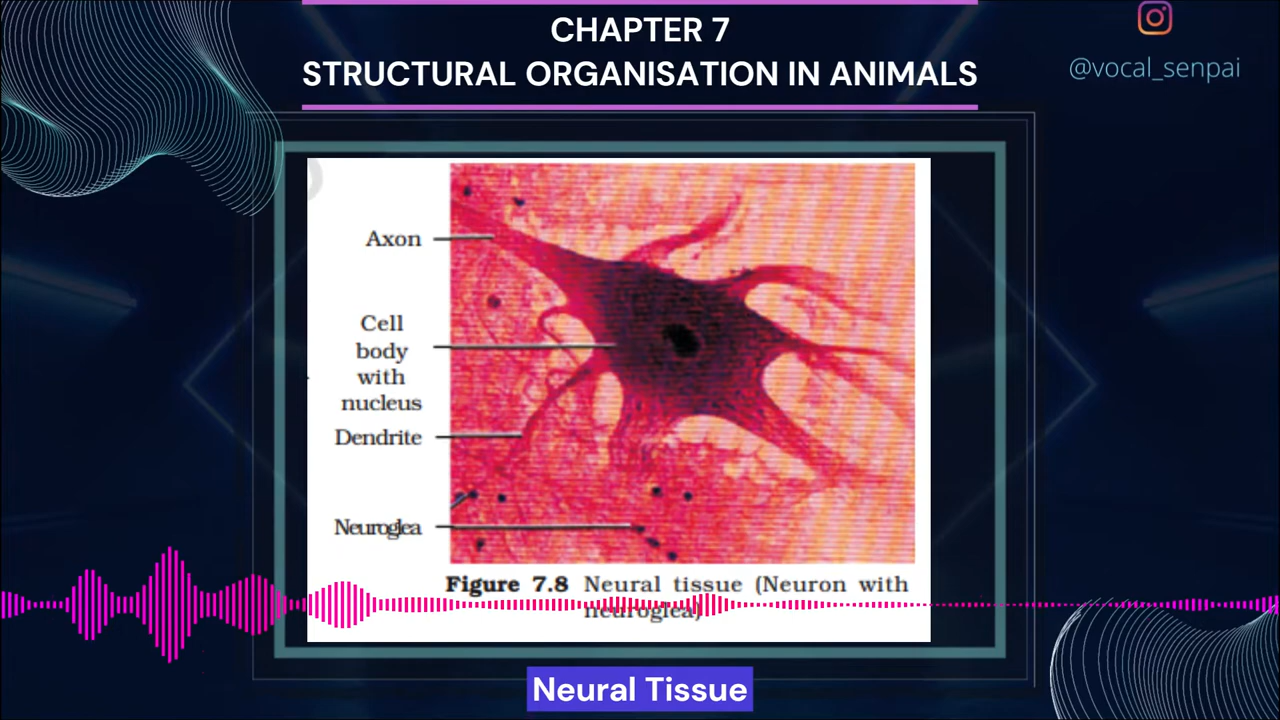 CHAPTER 7
STRUCTURAL ORGANISATION IN ANIMALS
@vocal_senpai
Axon
Cell
body
with
nucleus
Dendrite
Neuroglea
Figure 7.8 Neural tissue (Neuron with
neuroglea)
Neural Tissue